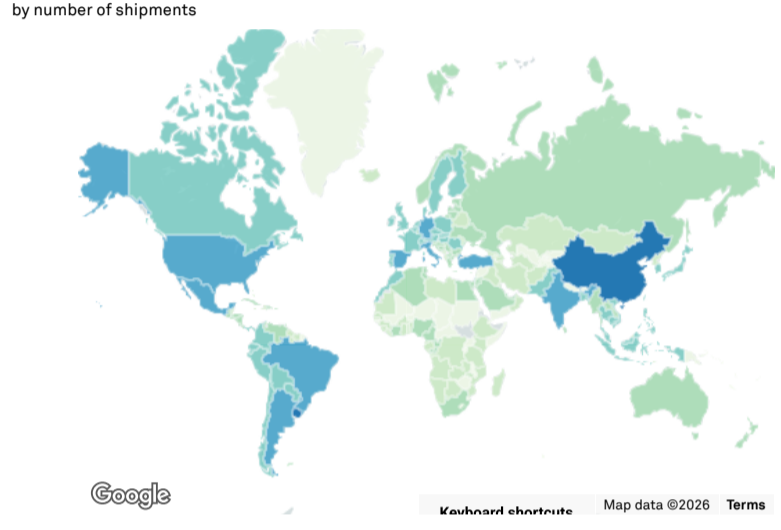 by number of shipments
Google
Keyboard shortcuts
Map data ©2026
Terms